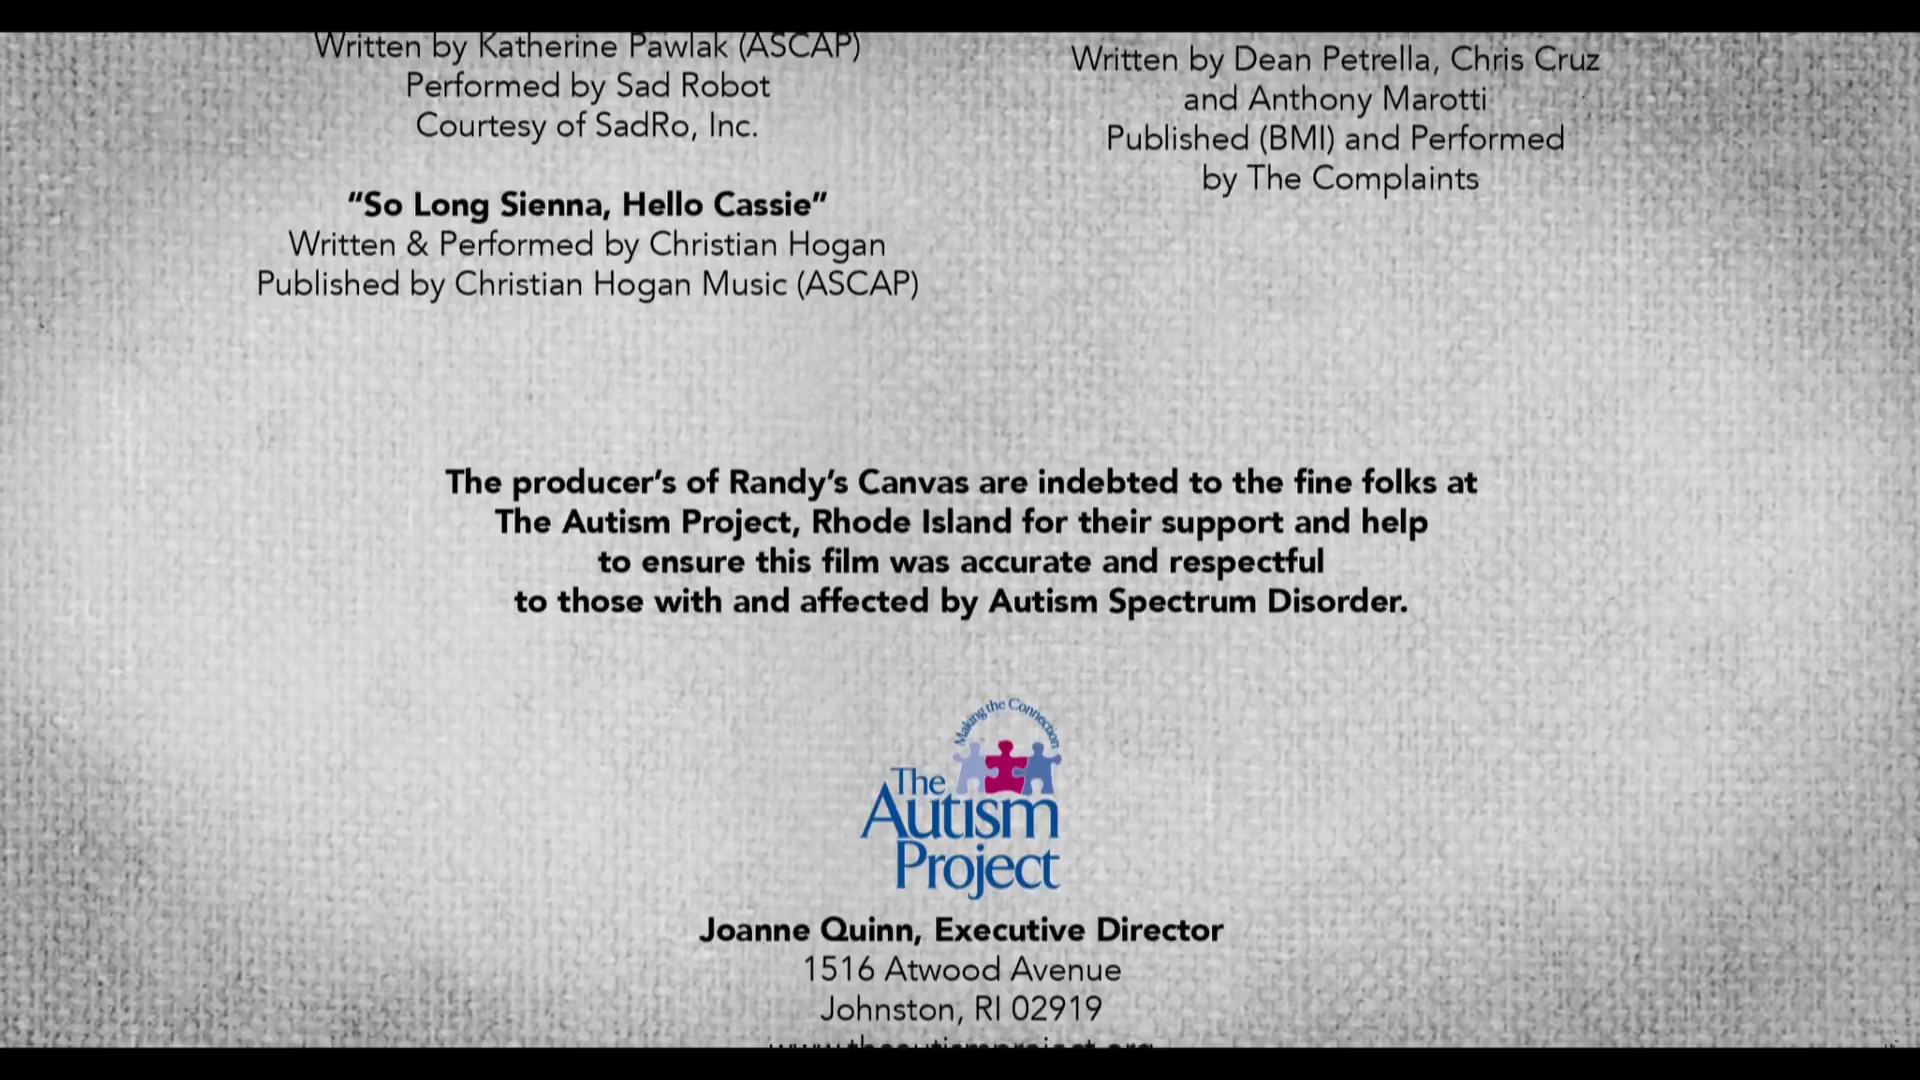 Written by Katherine Pawlak (ASCAP)
Performed by Sad Robot
Courtesy of SadRo, Inc.
"So Long Sienna, Hello Cassie"
Written & Performed by Christian Hogan
Published by Christian Hogan Music (ASCAP)
Written by Dean Petrella, Chris Cruz
and Anthony Marotti
Published (BMI) and Performed
by The Complaints
The producer's of Randy's Canvas are indebted to the fine folks at
The Autism Project, Rhode Island for their support and help
to ensure this film was accurate and respectful
to those with and affected by Autism Spectrum Disorder.
Making the Connection
The
Autism
Project
Joanne Quinn, Executive Director
1516 Atwood Avenue
Johnston, RI 02919
www.theautismproject.org